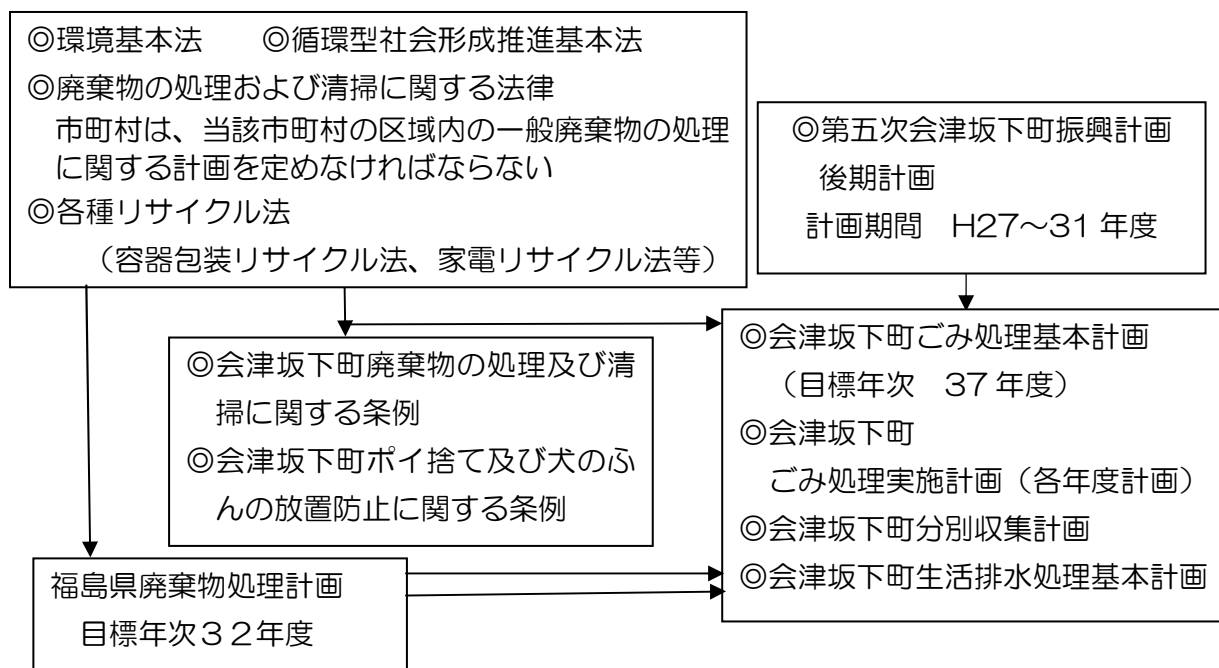 ◎環境基本法　　◎循環型社会形成推進基本法
◎廃棄物の処理および清掃に関する法律
市町村は、当該市町村の区域内の一般廃棄物の処理
に関する計画を定めなければならない
◎各種リサイクル法
（容器包装リサイクル法、家電リサイクル法等）
◎第五次会津坂下町振興計画
後期計画
計画期間　H27～31 年度
◎会津坂下町廃棄物の処理及び清
掃に関する条例
◎会津坂下町ポイ捨て及び犬のふ
んの放置防止に関する条例
◎会津坂下町ごみ処理基本計画
（目標年次　37 年度）
◎会津坂下町
ごみ処理実施計画（各年度計画）
◎会津坂下町分別収集計画
◎会津坂下町生活排水処理基本計画
福島県廃棄物処理計画
目標年次３２年度